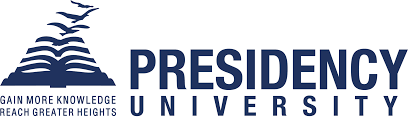 GAIN MORE KNOWLEDGE
REACH GREATER HEIGHTS
PRESIDENCY
UNIVERSITY